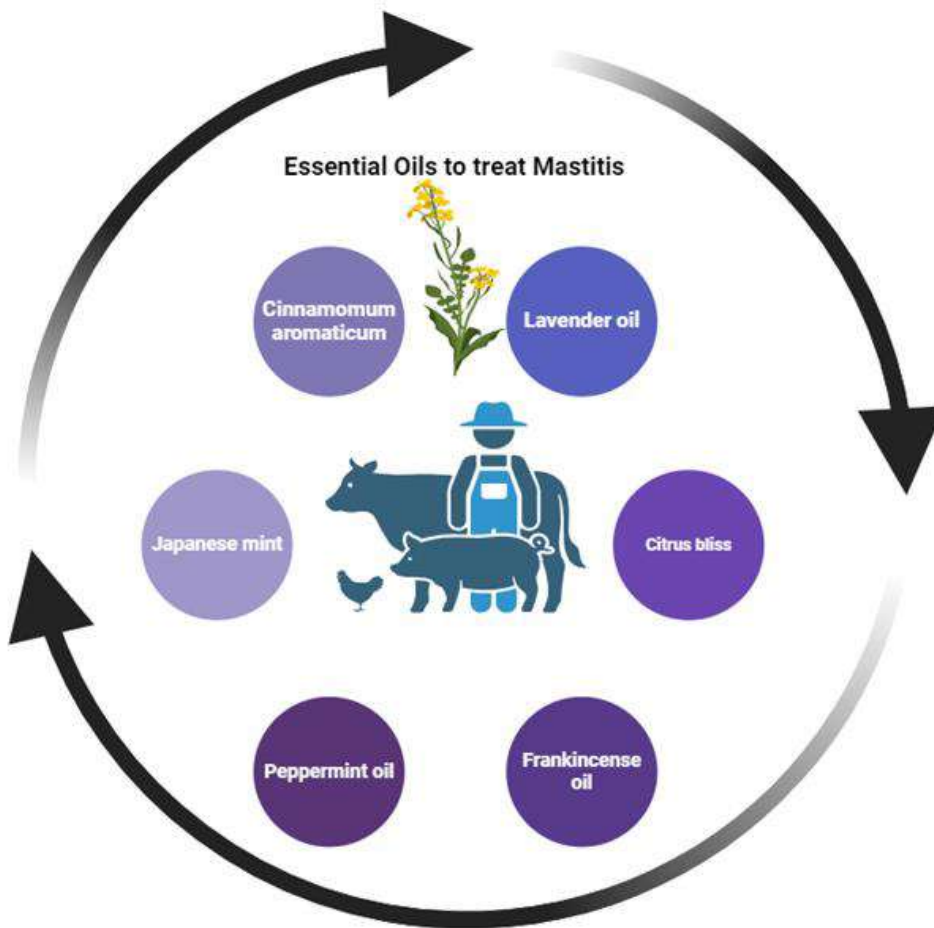 Essential Oils to treat Mastitis
Cinnamomum
aromaticum
Lavender oil
Japanese mint
Citrus bliss
Peppermint oil
Frankincense
oil